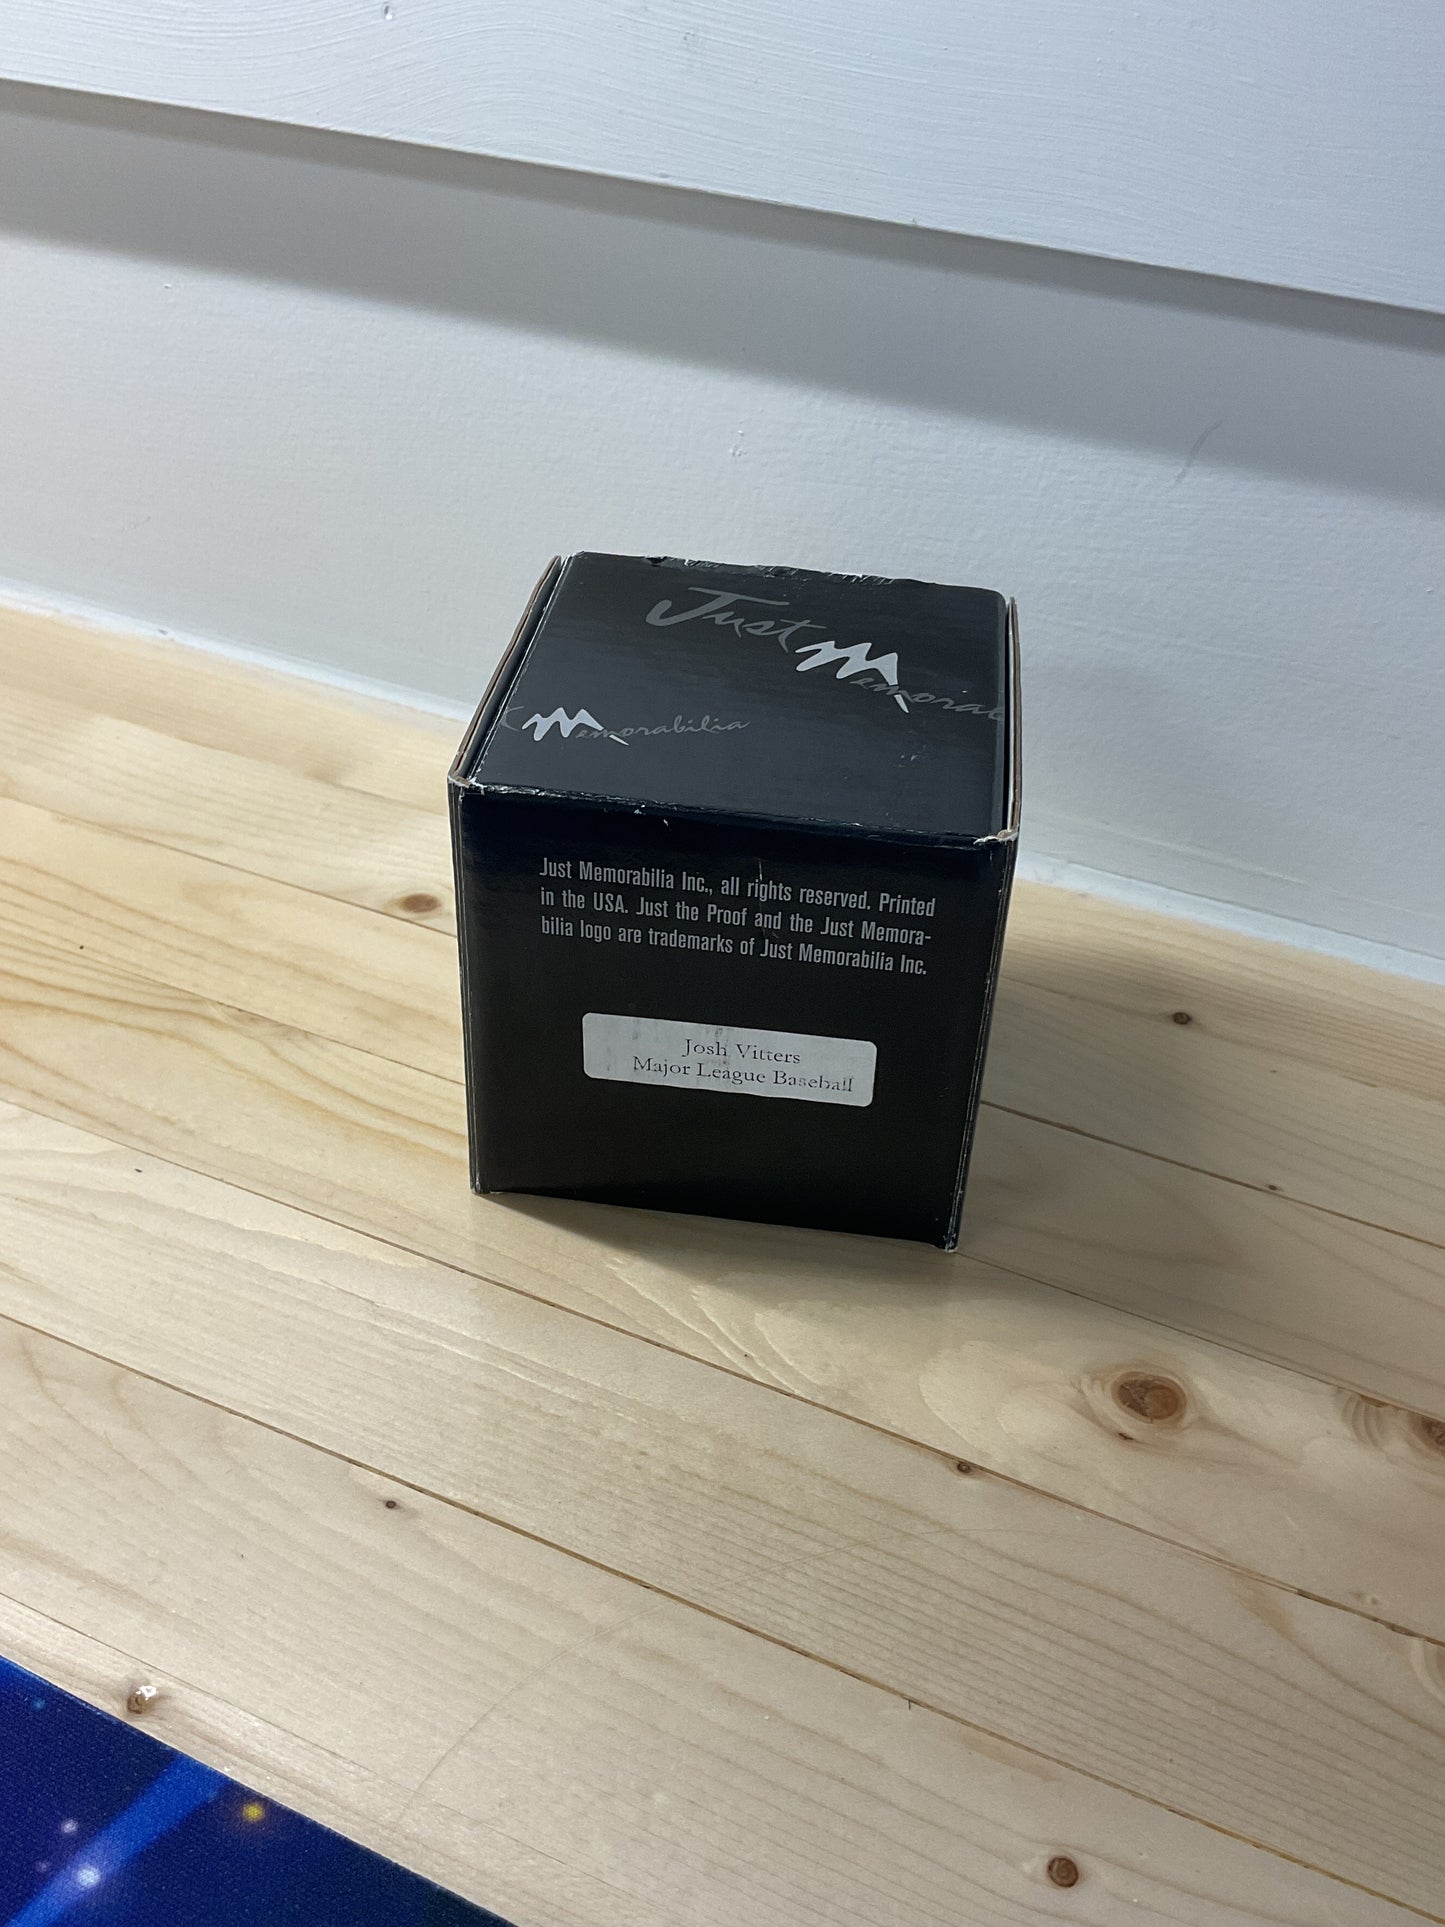 Just Memorab
K Memorabilia
Just Memorabilia Inc., all rights reserved. Printed
in the USA. Just the Proof and the Just Memora-
bilia logo are trademarks of Just Memorabilia Inc.
Josh Vitters
Major League Baseball